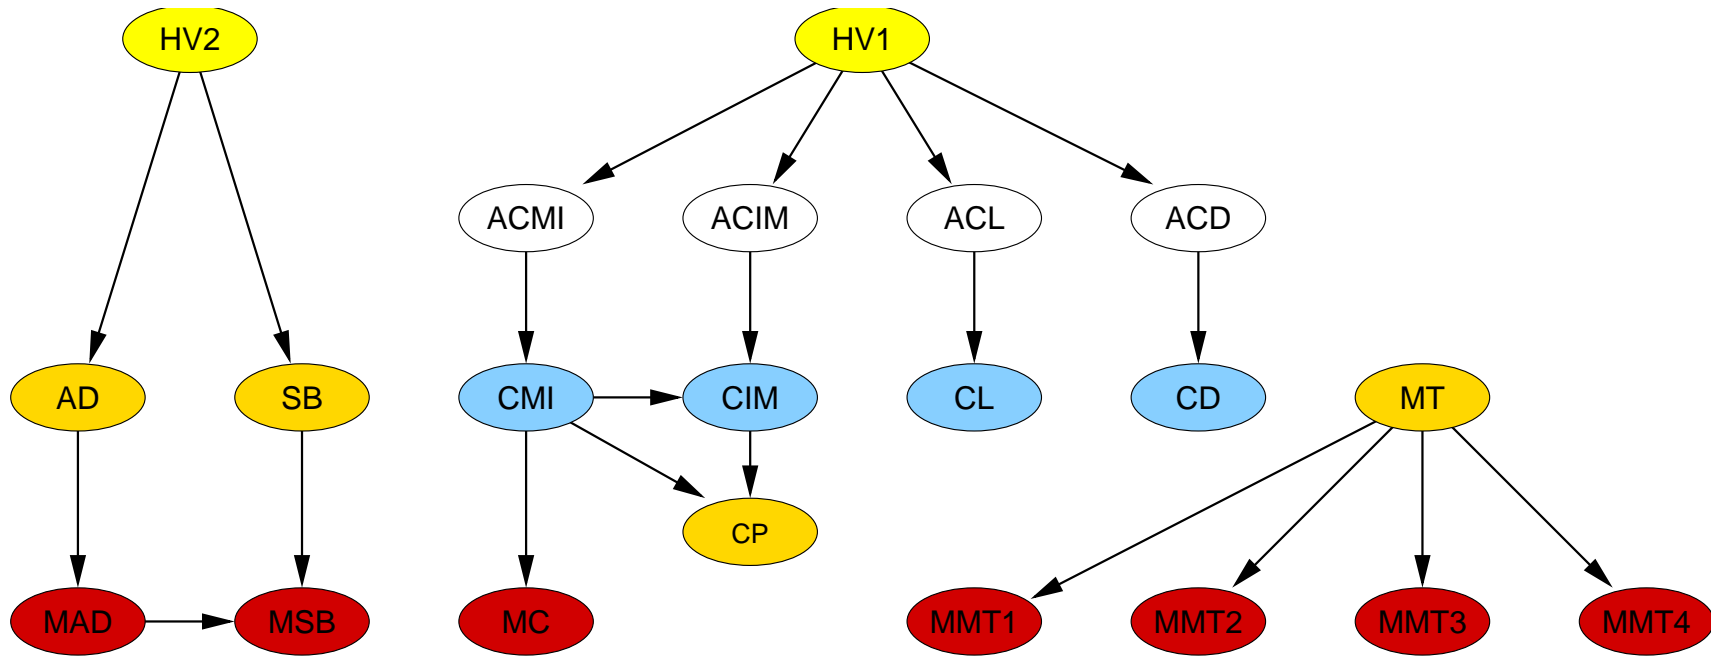 HV2 HV1
ACMI ACIM ACL ACD
AD SB CMI CIM CL CD MT
CP
MAD MSB MC MMT1 MMT2 MMT3 MMT4